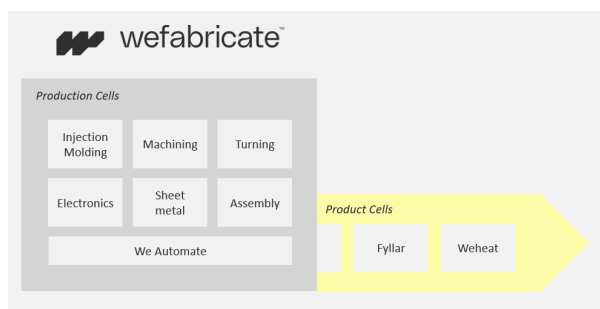 wefabricate™
Production Cells
Injection
Molding
Machining
Turning
Electronics
Sheet
metal
Assembly
We Automate
Product Cells
Fyllar
Weheat